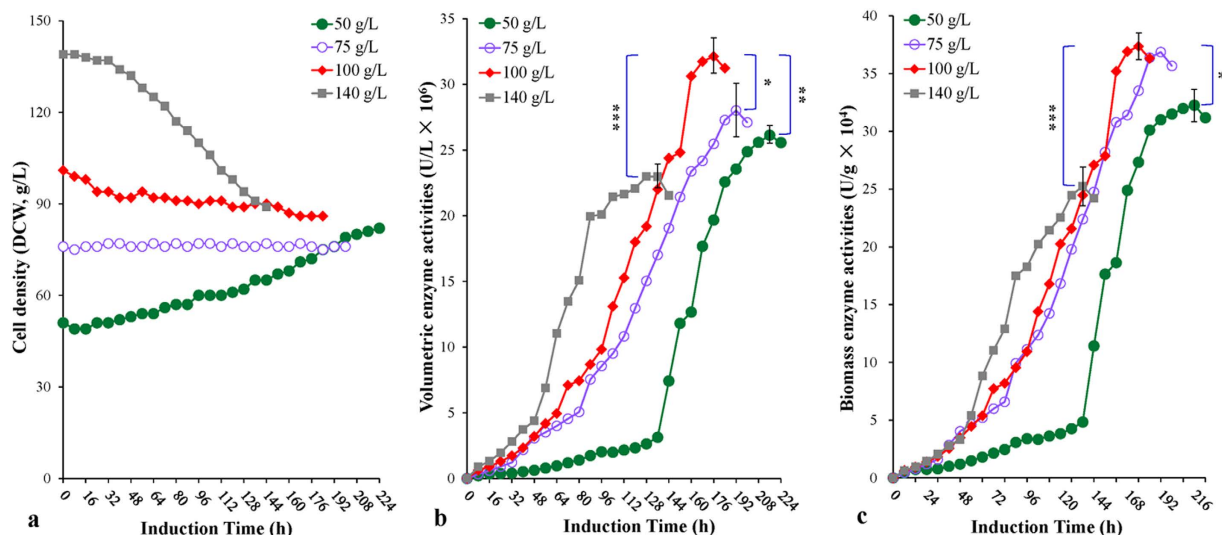 150
120
90
60
30
0
Cell density (DCW, g/L)
50 g/L
75 g/L
100 g/L
140 g/L
0 16 32 48 64 80 96 112 128 144 160 176 192 208 224
a
Induction Time (h)
40
35
30
25
20
15
10
5
0
Volumetric enzyme activities (U/L × 10⁶)
50 g/L
75 g/L
100 g/L
140 g/L
***
*
**
0 16 32 48 64 80 96 112 128 144 160 176 192 208 224
b
Induction Time (h)
40
35
30
25
20
15
10
5
0
Biomass enzyme activities (U/g × 10⁴)
50 g/L
75 g/L
100 g/L
140 g/L
***
*
0 24 48 72 96 120 144 168 192 216
c
Induction Time (h)